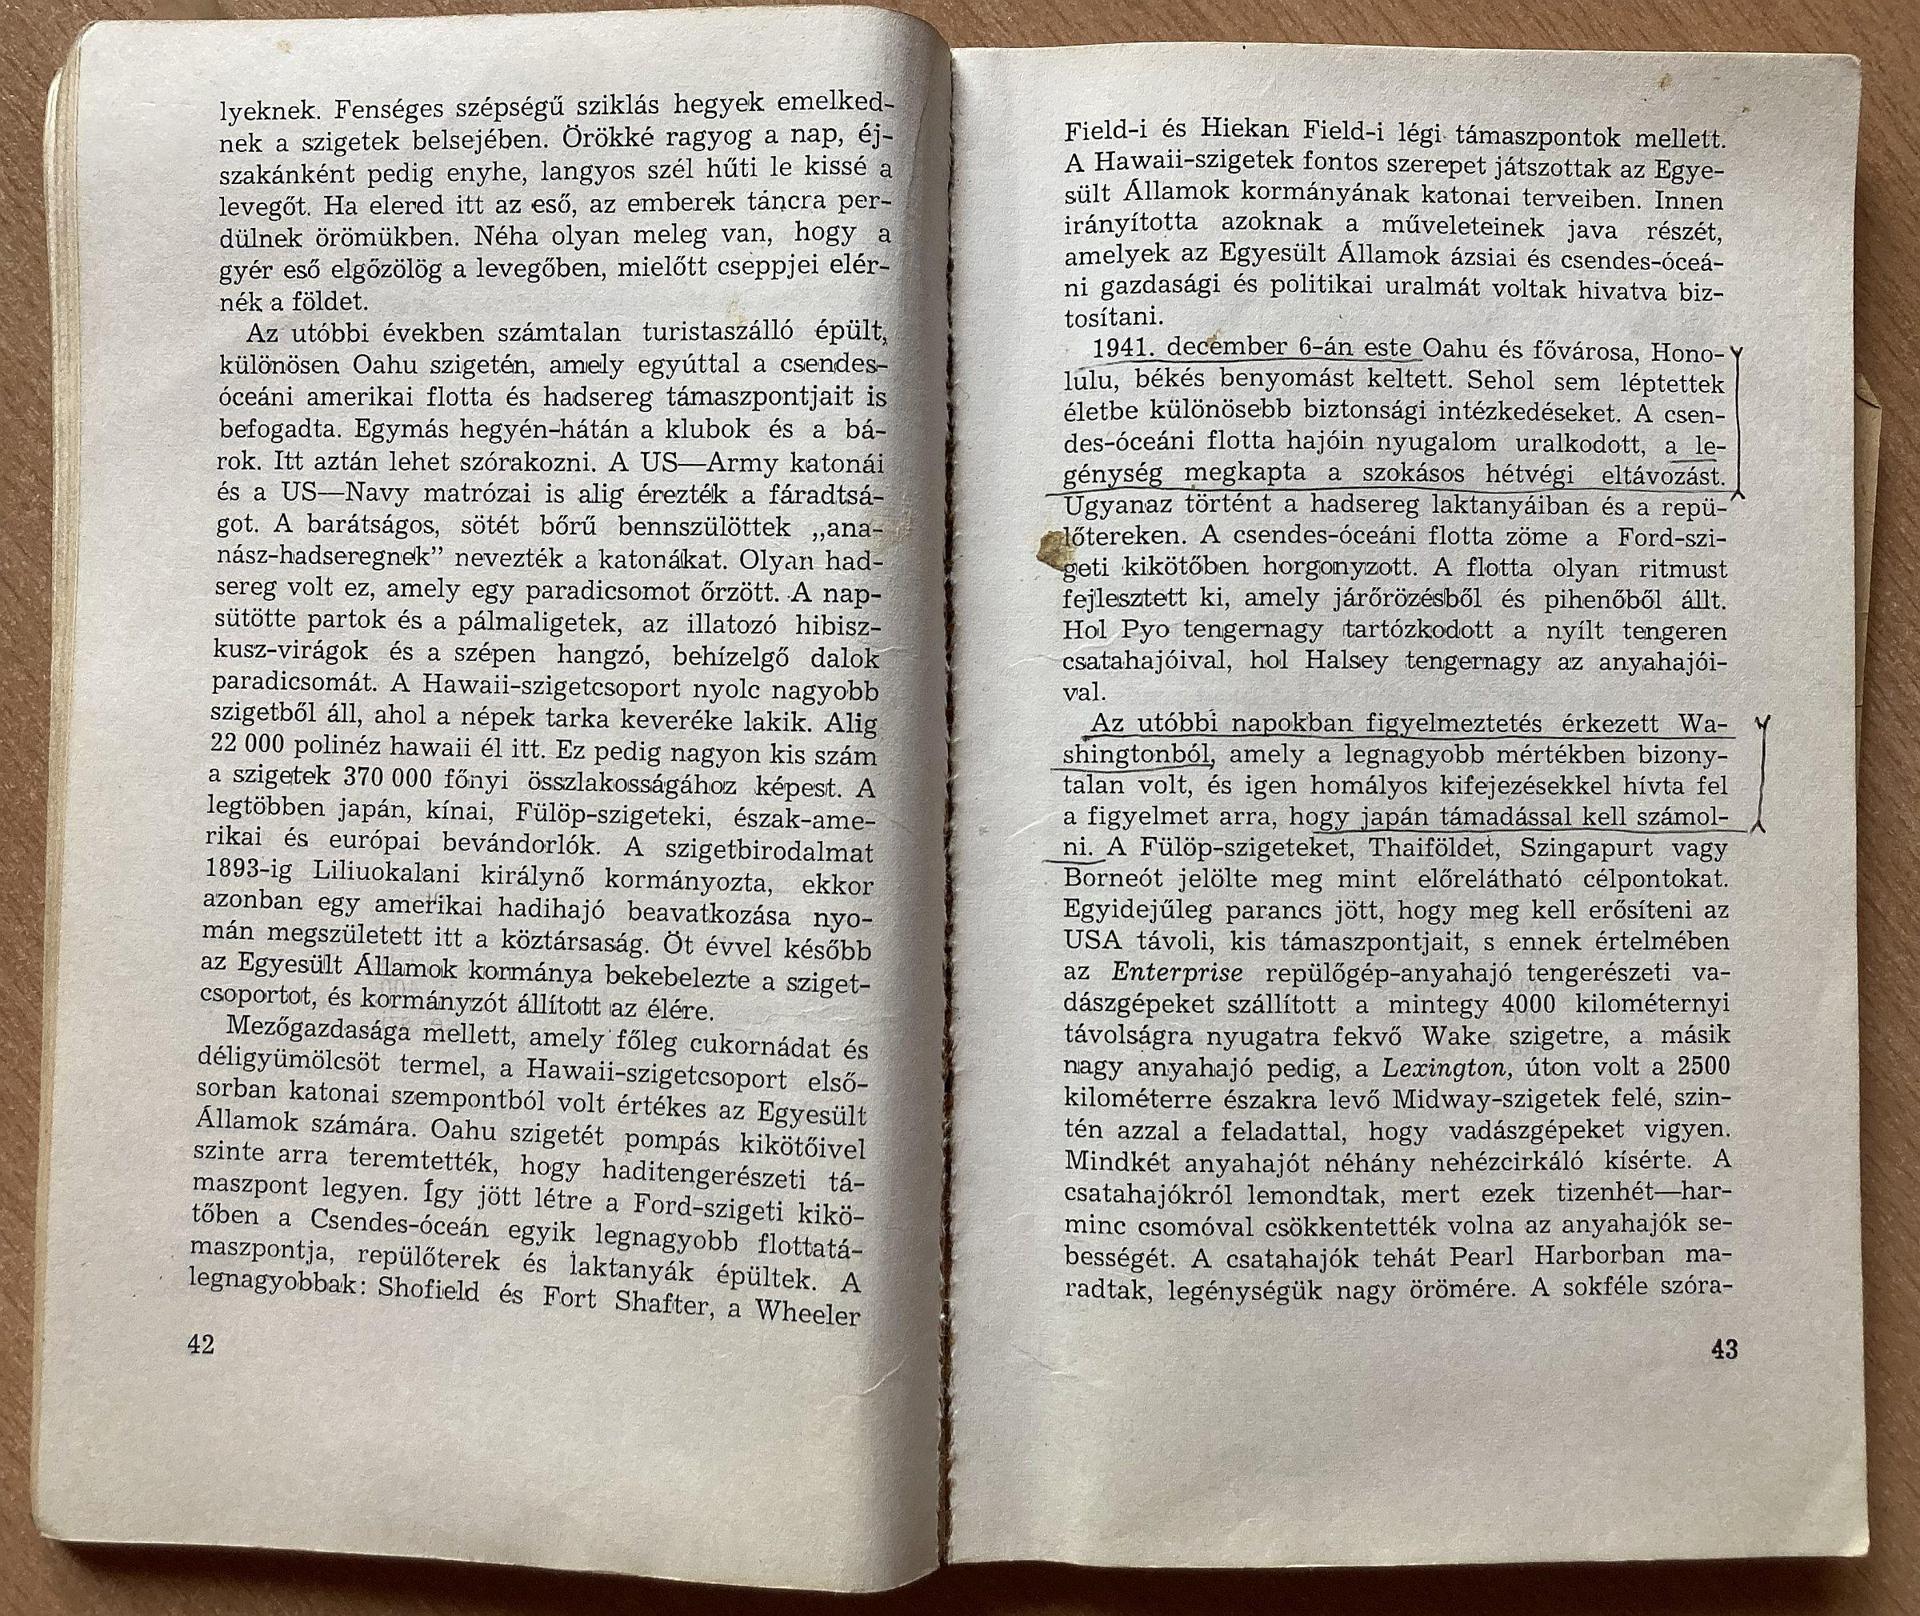 lyeknek. Fenséges szépségű sziklás hegyek emelked-
nek a szigetek belsejében. Örökké ragyog a nap, éj-
szakánként pedig enyhe, langyos szél hűti le kissé a
levegőt. Ha elered itt az eső, az emberek táncra per-
dülnek örömükben. Néha olyan meleg van, hogy a
gyér eső elgőzölög a levegőben, mielőtt cseppjei elér-
nék a földet.
Az utóbbi években számtalan turistaszálló épült,
különösen Oahu szigetén, amely egyúttal a csendes-
óceáni amerikai flotta és hadsereg támaszpontjait is
befogadta. Egymás hegyén-hátán a klubok és a bá-
rok. Itt aztán lehet szórakozni. A US—Army katonái
és a US—Navy matrózai is alig érezték a fáradtsá-
got. A barátságos, sötét bőrű bennszülöttek „ana-
nász-hadseregnek” nevezték a katonákat. Olyan had-
sereg volt ez, amely egy paradicsomot őrzött. A nap-
sütötte partok és a pálmaligetek, az illatozó hibisz-
kusz-virágok és a szépen hangzó, behízelgő dalok
paradicsomát. A Hawaii-szigetcsoport nyolc nagyobb
szigetből áll, ahol a népek tarka keveréke lakik. Alig
22 000 polinéz hawaii él itt. Ez pedig nagyon kis szám
a szigetek 370 000 főnyi összlakosságához képest. A
legtöbben japán, kínai, Fülöp-szigeteki, észak-ame-
rikai és európai bevándorlók. A szigetbirodalmat
1893-ig Liliuokalani királynő kormányozta, ekkor
azonban egy amerikai hadihajó beavatkozása nyo-
mán megszületett itt a köztársaság. Öt évvel később
az Egyesült Államok kormánya bekebelezte a sziget-
csoportot, és kormányzót állított az élére.
Mezőgazdasága mellett, amely főleg cukornádat és
déligyümölcsöt termel, a Hawaii-szigetcsoport első-
sorban katonai szempontból volt értékes az Egyesült
Államok számára. Oahu szigetét pompás kikötőivel
szinte arra teremtették, hogy haditengerészeti tá-
maszpont legyen. Így jött létre a Ford-szigeti kikö-
tőben a Csendes-óceán egyik legnagyobb flottatá-
maszpontja, repülőterek és laktanyák épültek. A
legnagyobbak: Shofield és Fort Shafter, a Wheeler
42
Field-i és Hiekan Field-i légi támaszpontok mellett.
A Hawaii-szigetek fontos szerepet játszottak az Egye-
sült Államok kormányának katonai terveiben. Innen
irányította azoknak a műveleteinek java részét,
amelyek az Egyesült Államok ázsiai és csendes-óceá-
ni gazdasági és politikai uralmát voltak hivatva biz-
tosítani.
1941. december 6-án este Oahu és fővárosa, Hono-
lulu, békés benyomást keltett. Sehol sem léptettek
életbe különösebb biztonsági intézkedéseket. A csen-
des-óceáni flotta hajóin nyugalom uralkodott, a le-
génység megkapta a szokásos hétvégi eltávozást.
Ugyanaz történt a hadsereg laktanyáiban és a repü-
lőtereken. A csendes-óceáni flotta zöme a Ford-szi-
geti kikötőben horgonyzott. A flotta olyan ritmust
fejlesztett ki, amely járőrözésből és pihenőből állt.
Hol Pyo tengernagy tartózkodott a nyílt tengeren
csatahajóival, hol Halsey tengernagy az anyahajói-
val.
Az utóbbi napokban figyelmeztetés érkezett Wa-
shingtonból, amely a legnagyobb mértékben bizony-
talan volt, és igen homályos kifejezésekkel hívta fel
a figyelmet arra, hogy japán támadással kell számol-
ni. A Fülöp-szigeteket, Thaiföldet, Szingapurt vagy
Borneót jelölte meg mint előrelátható célpontokat.
Egyidejűleg parancs jött, hogy meg kell erősíteni az
USA távoli, kis támaszpontjait, s ennek értelmében
az Enterprise repülőgép-anyahajó tengerészeti va-
dászgépeket szállított a mintegy 4000 kilométernyi
távolságra nyugatra fekvő Wake szigetre, a másik
nagy anyahajó pedig, a Lexington, úton volt a 2500
kilométerre északra levő Midway-szigetek felé, szin-
tén azzal a feladattal, hogy vadászgépeket vigyen.
Mindkét anyahajót néhány nehézcirkáló kísérte. A
csatahajókról lemondtak, mert ezek tizenhét—har-
minc csomóval csökkentették volna az anyahajók se-
bességét. A csatahajók tehát Pearl Harborban ma-
radtak, legénységük nagy örömére. A sokféle szóra-
43